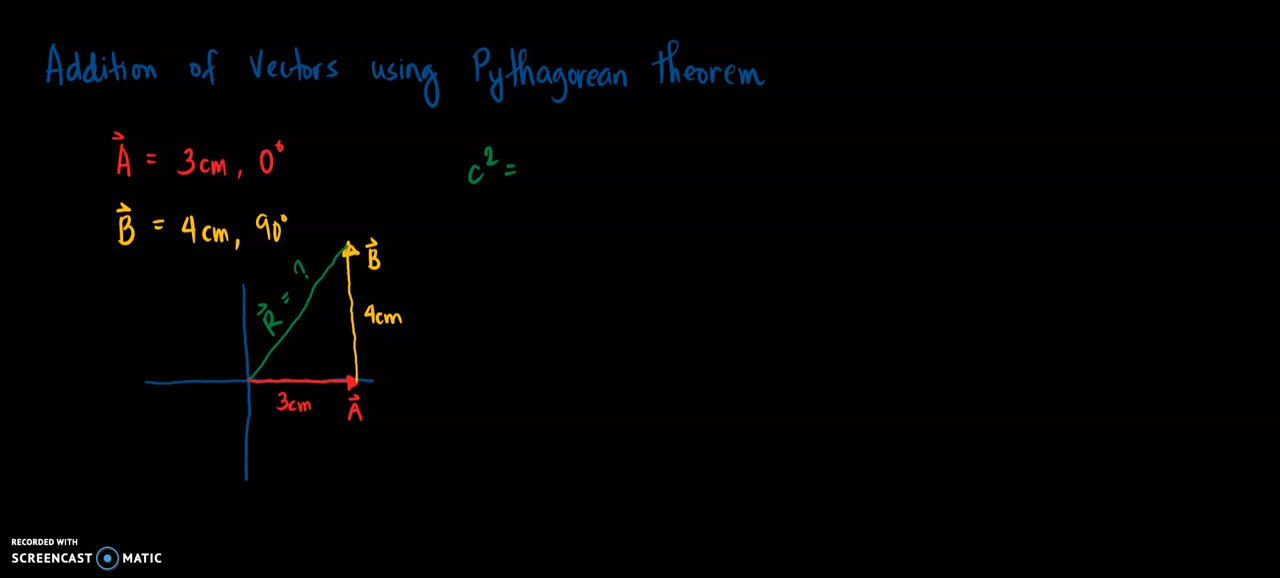 Addition of Vectors using Pythagorean theorem
A⃗ = 3cm, 0°
c² =
B⃗ = 4cm, 90°
B⃗
R⃗ = ?
4cm
3cm
A⃗
RECORDED WITH
SCREENCAST MATIC